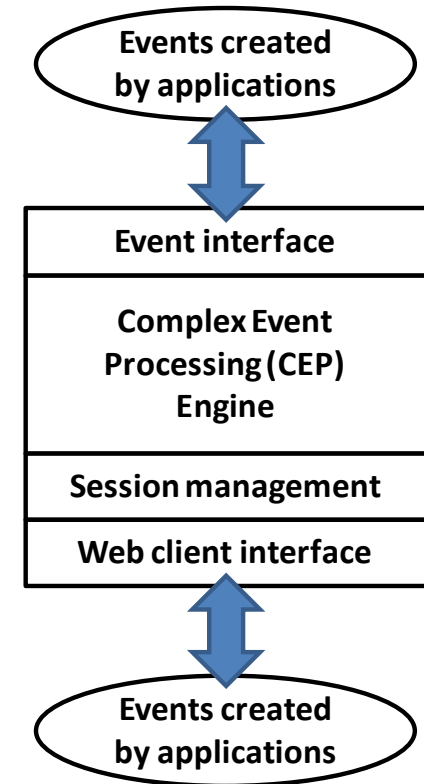 Events created
by applications
Event interface
Complex Event
Processing (CEP)
Engine
Session management
Web client interface
Events created
by applications